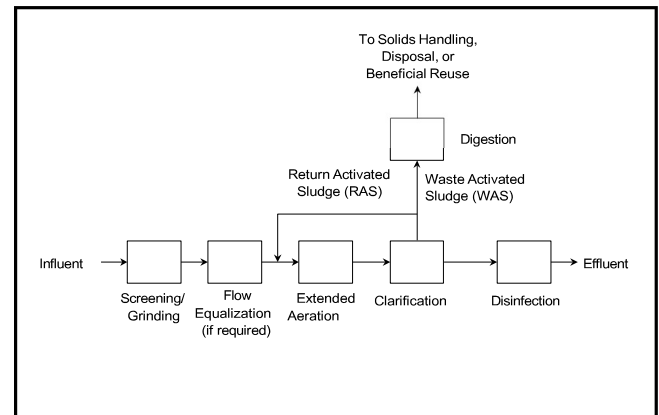 To Solids Handling,
Disposal, or
Beneficial Reuse
Digestion
Return Activated
Sludge (RAS)
Waste Activated
Sludge (WAS)
Influent
Effluent
Screening/
Grinding
Flow
Equalization
(if required)
Extended
Aeration
Clarification
Disinfection